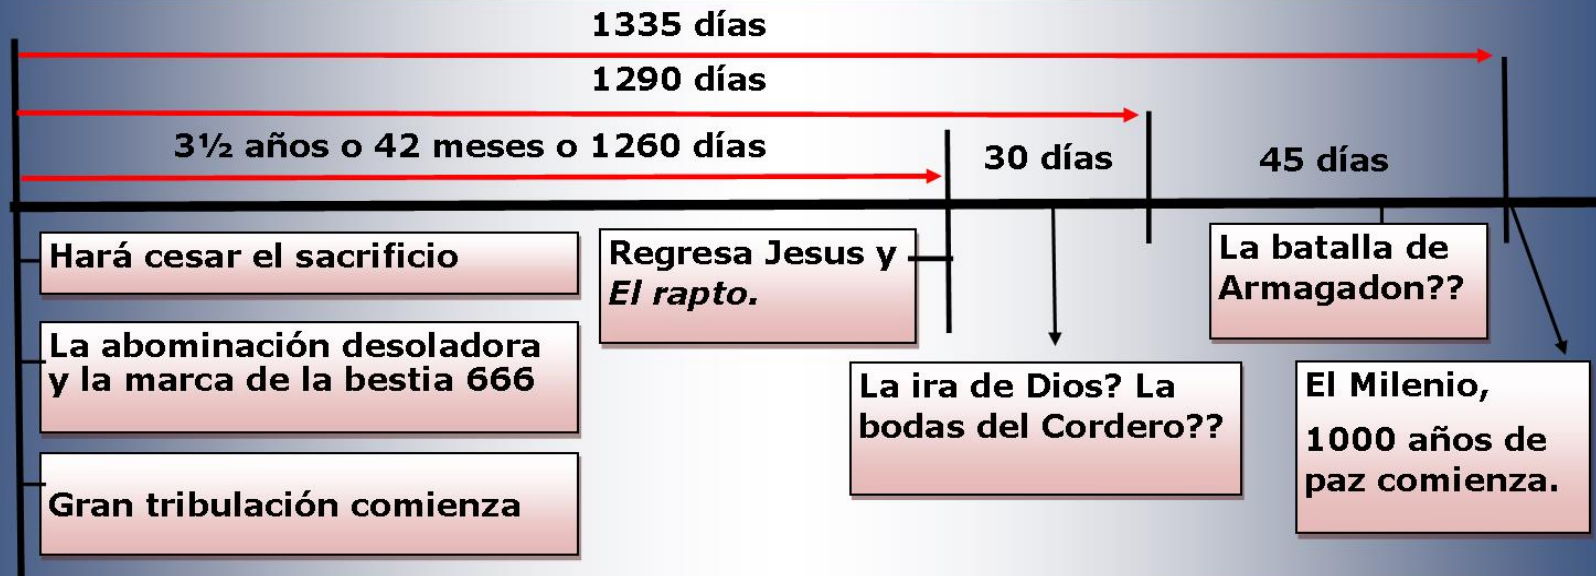 1335 días
1290 días
3½ años o 42 meses o 1260 días
30 días
45 días
Hará cesar el sacrificio
La abominación desoladora
y la marca de la bestia 666
Gran tribulación comienza
Regresa Jesus y
El rapto.
La ira de Dios? La
bodas del Cordero??
La batalla de
Armagadon??
El Milenio,
1000 años de
paz comienza.